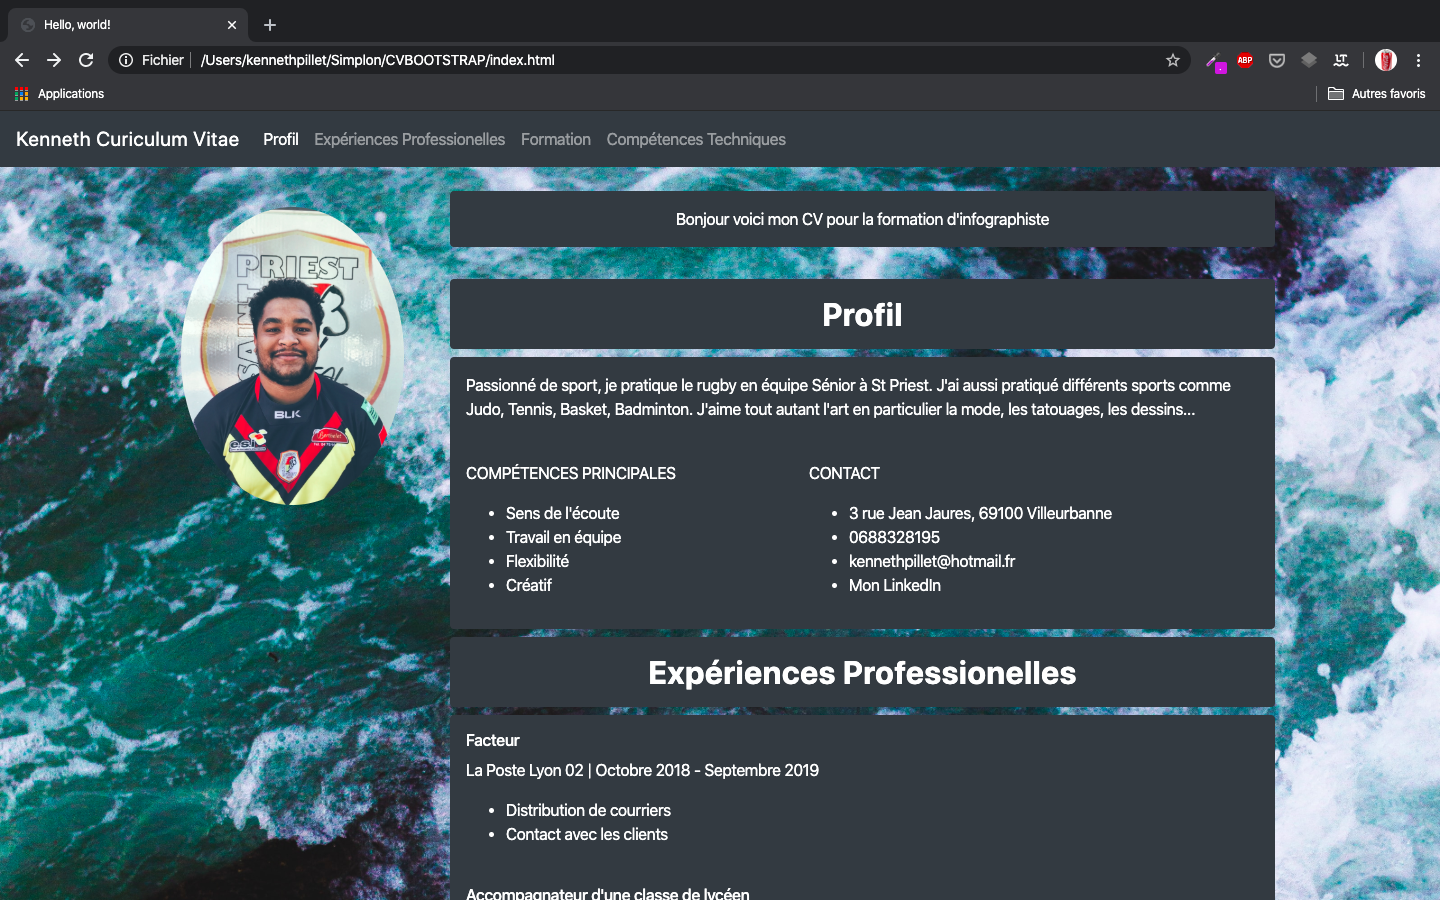 Hello, world!
Fichier /Users/kennethpillet/Simplon/CVBOOTSTRAP/index.html
ABP
Applications
Autres favoris
Kenneth Curiculum Vitae Profil Expériences Professionelles Formation Compétences Techniques
Bonjour voici mon CV pour la formation d'infographiste
PRIEST
SAINT
BLK
esi
Profil
Passionné de sport, je pratique le rugby en équipe Sénior à St Priest. J'ai aussi pratiqué différents sports comme
Judo, Tennis, Basket, Badminton. J'aime tout autant l'art en particulier la mode, les tatouages, les dessins...
COMPÉTENCES PRINCIPALES
• Sens de l'écoute
• Travail en équipe
• Flexibilité
• Créatif
CONTACT
• 3 rue Jean Jaures, 69100 Villeurbanne
• 0688328195
• kennethpillet@hotmail.fr
• Mon LinkedIn
Expériences Professionelles
Facteur
La Poste Lyon 02 | Octobre 2018 - Septembre 2019
• Distribution de courriers
• Contact avec les clients
Accompagnateur d'une classe de lycéen